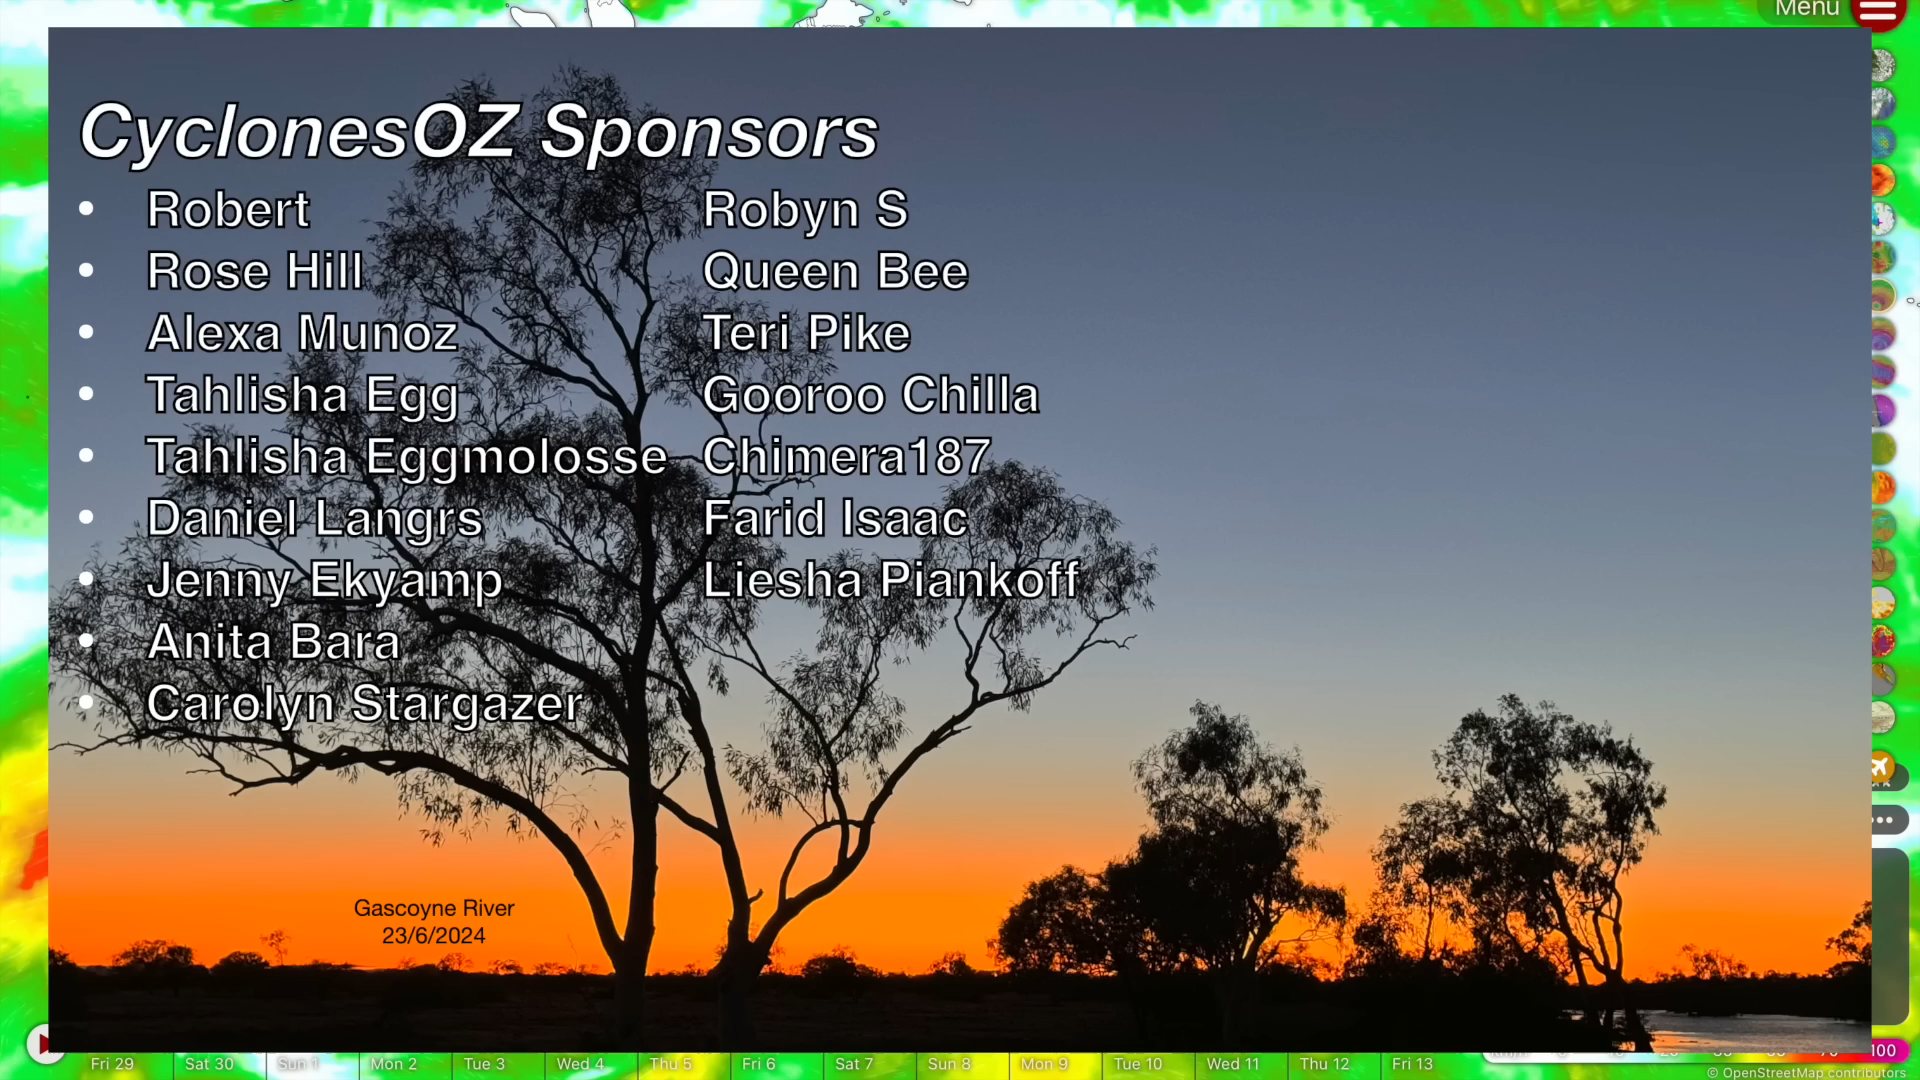 Menu
CyclonesOZ Sponsors
• Robert
• Rose Hill
• Alexa Munoz
• Tahlisha Egg
• Tahlisha Eggmolosse
• Daniel Langrs
• Jenny Ekyamp
• Anita Bara
• Carolyn Stargazer
Robyn S
Queen Bee
Teri Pike
Gooroo Chilla
Chimera187
Farid Isaac
Liesha Piankoff
Gascoyne River
23/6/2024
Fri 29 Sat 30 Sun 1 Mon 2 Tue 3 Wed 4 Thu 5 Fri 6 Sat 7 Sun 8 Mon 9 Tue 10 Wed 11 Thu 12 Fri 13
100
© OpenStreetMap contributors